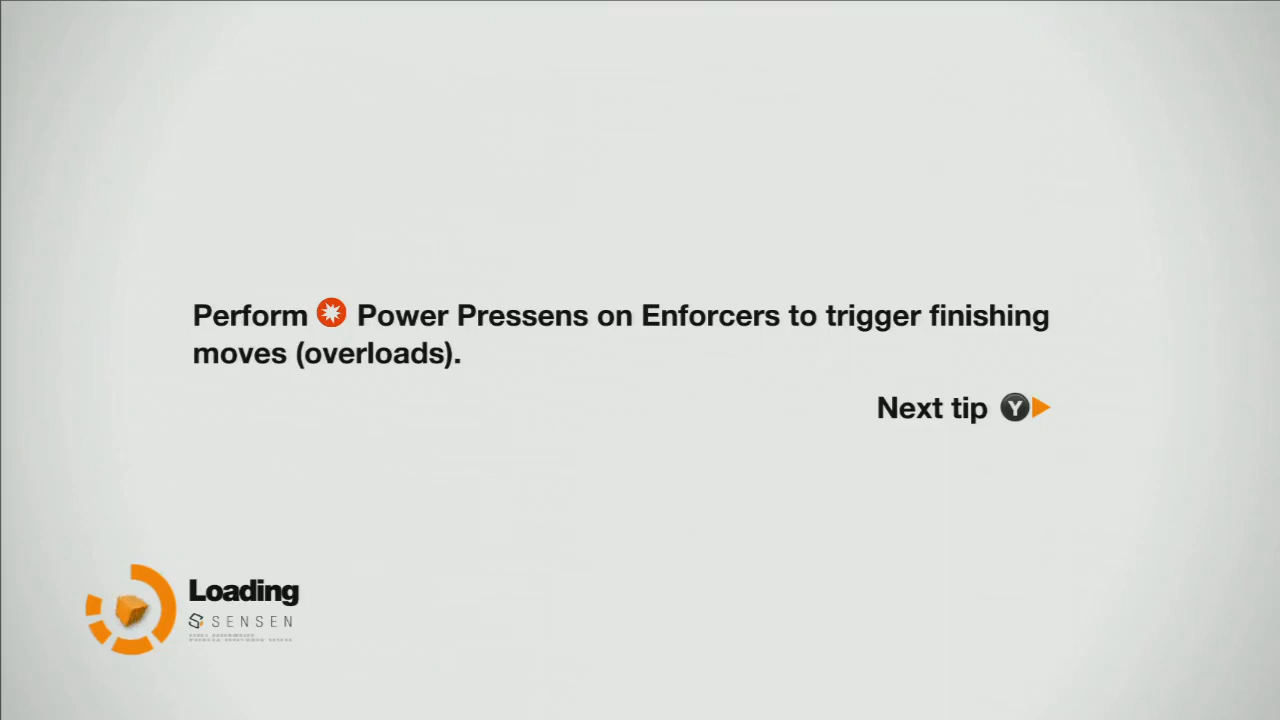 Perform Power Pressens on Enforcers to trigger finishing
moves (overloads).
Next tip Y
Loading
SENSEN